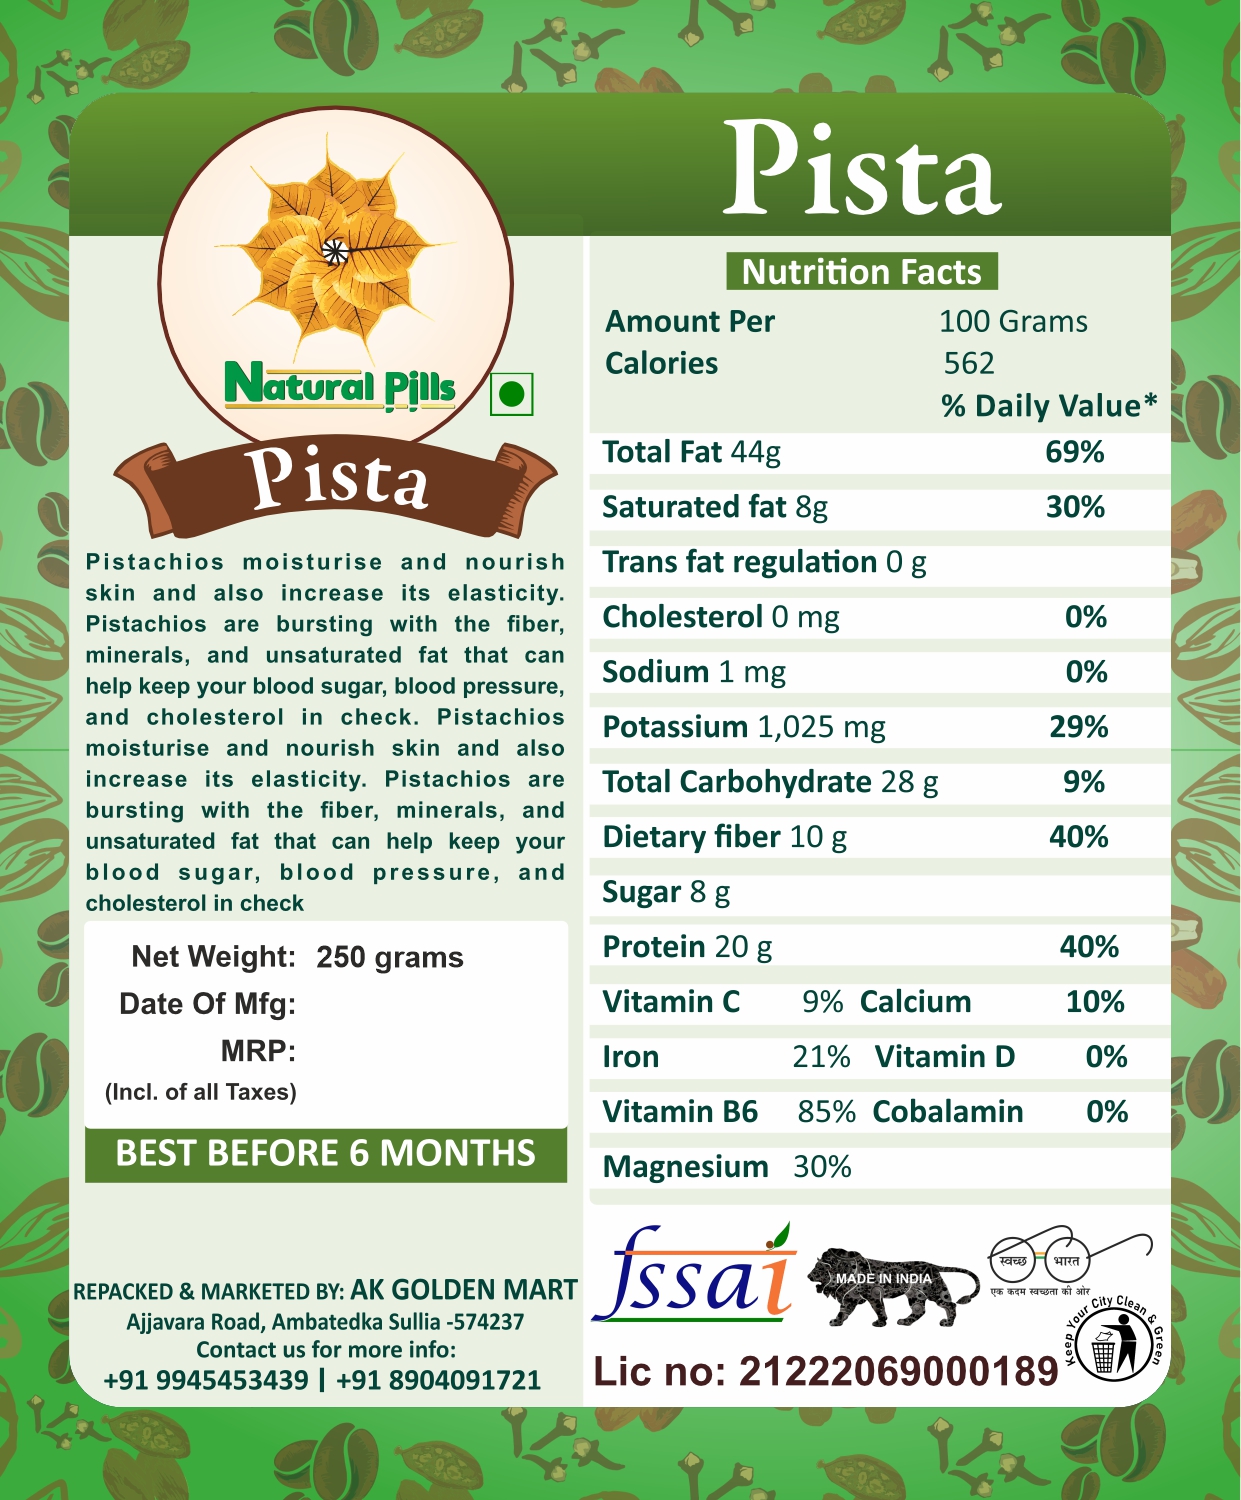 Pista
Natural Pills
Pista
Pistachios moisturise and nourish
skin and also increase its elasticity.
Pistachios are bursting with the fiber,
minerals, and unsaturated fat that can
help keep your blood sugar, blood pressure,
and cholesterol in check. Pistachios
moisturise and nourish skin and also
increase its elasticity. Pistachios are
bursting with the fiber, minerals, and
unsaturated fat that can help keep your
blood sugar, blood pressure, and
cholesterol in check
Net Weight: 250 grams
Date Of Mfg:
MRP:
(Incl. of all Taxes)
BEST BEFORE 6 MONTHS
REPACKED & MARKETED BY: AK GOLDEN MART
Ajjavara Road, Ambatedka Sullia -574237
Contact us for more info:
+91 9945453439 | +91 8904091721
Nutrition Facts
Amount Per 100 Grams
Calories 562
% Daily Value*
Total Fat 44g 69%
Saturated fat 8g 30%
Trans fat regulation 0 g
Cholesterol 0 mg 0%
Sodium 1 mg 0%
Potassium 1,025 mg 29%
Total Carbohydrate 28 g 9%
Dietary fiber 10 g 40%
Sugar 8 g
Protein 20 g 40%
Vitamin C 9% Calcium 10%
Iron 21% Vitamin D 0%
Vitamin B6 85% Cobalamin 0%
Magnesium 30%
fssai
MADE IN INDIA
स्वच्छ भारत
एक कदम स्वच्छता की ओर
Keep Your City Clean & Green
Lic no: 21222069000189